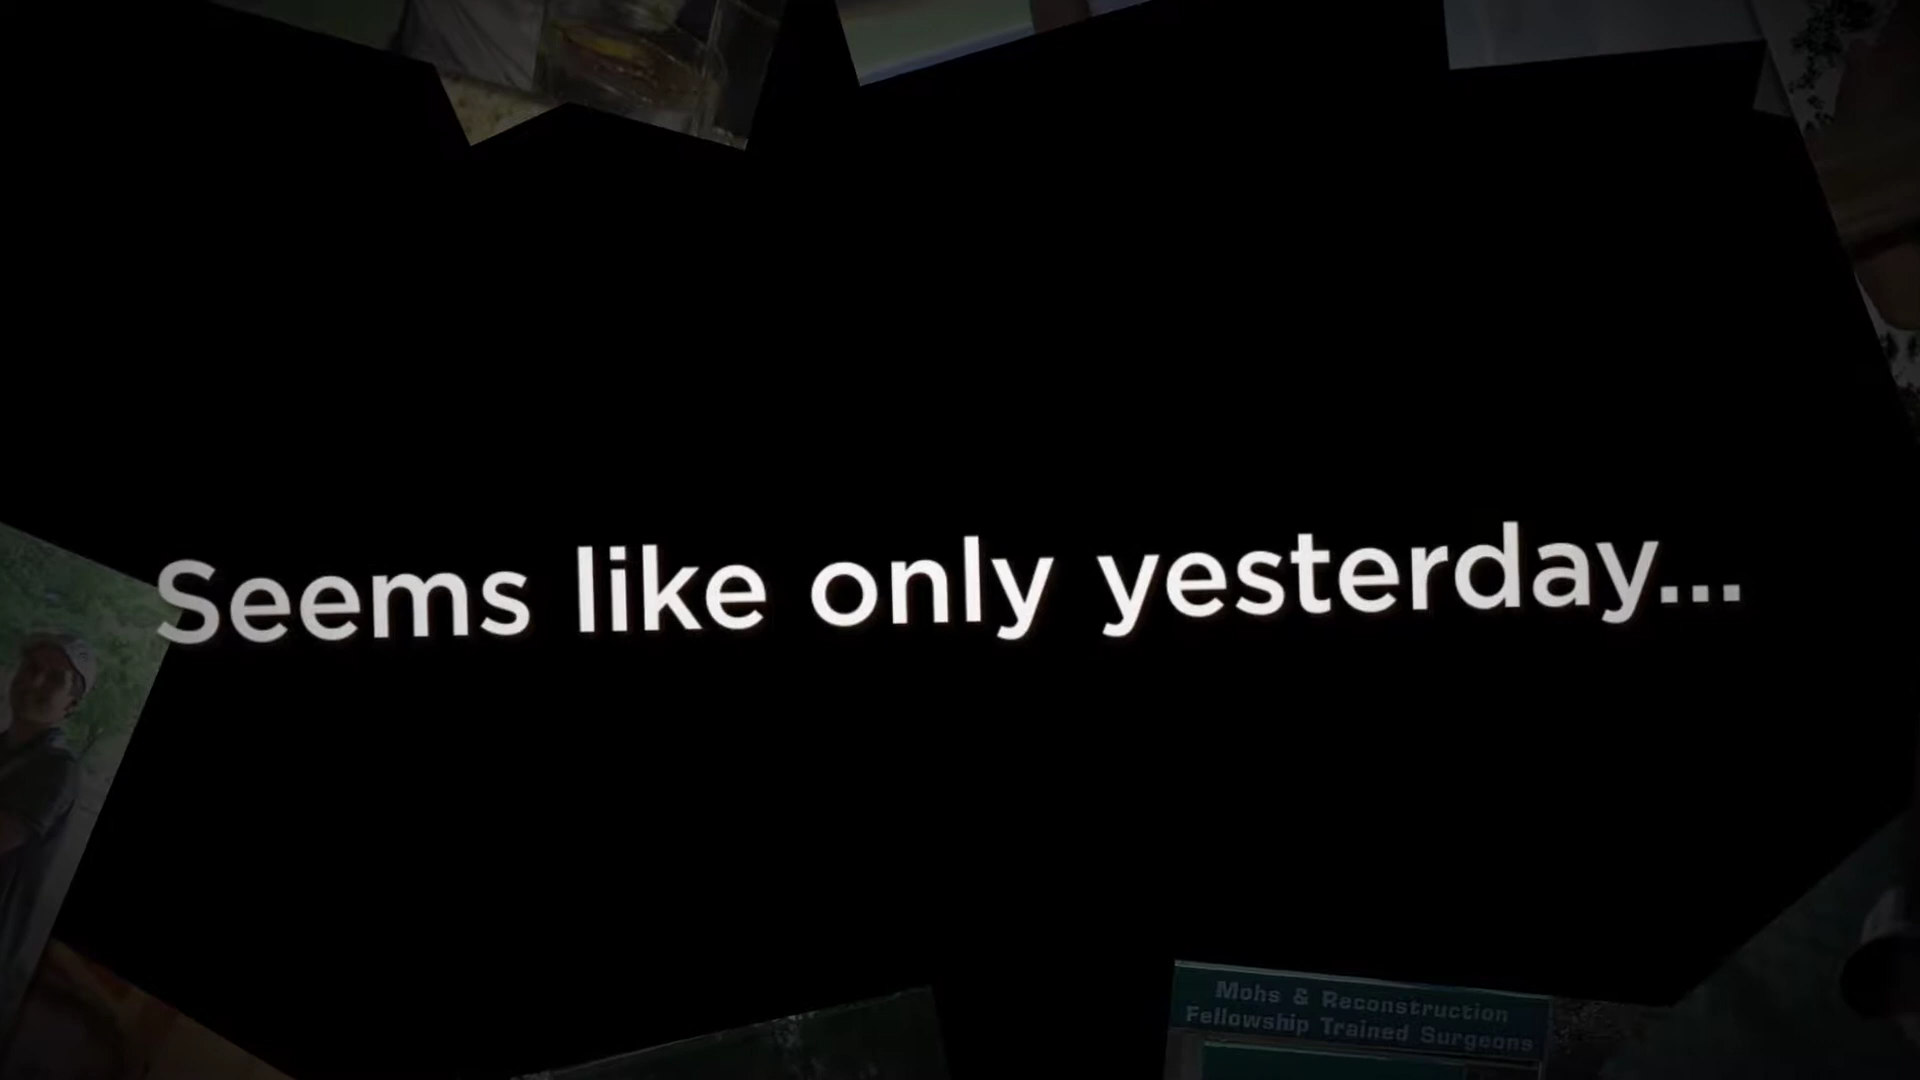 Seems like only yesterday...
Mohs & Reconstruction
Fellowship Trained Surgeons